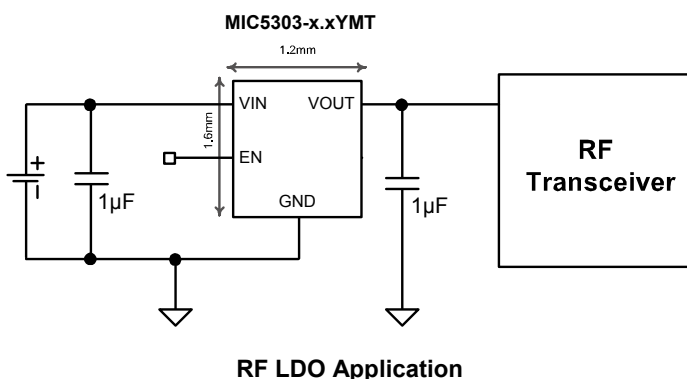 MIC5303-x.xYMT
1.2mm
VIN
VOUT
1.6mm
EN
GND
+
1µF
1µF
RF
Transceiver
RF LDO Application